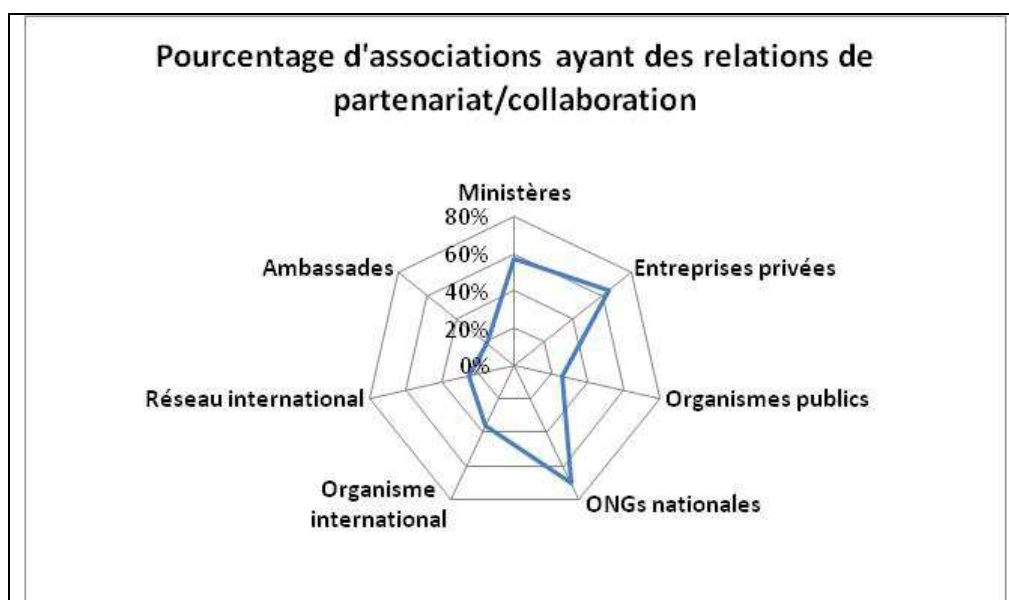 Pourcentage d'associations ayant des relations de
partenariat/collaboration
Ministères
80%
60%
40%
20%
0%
Entreprises privées
Organismes publics
ONGs nationales
Organisme
international
Réseau international
Ambassades